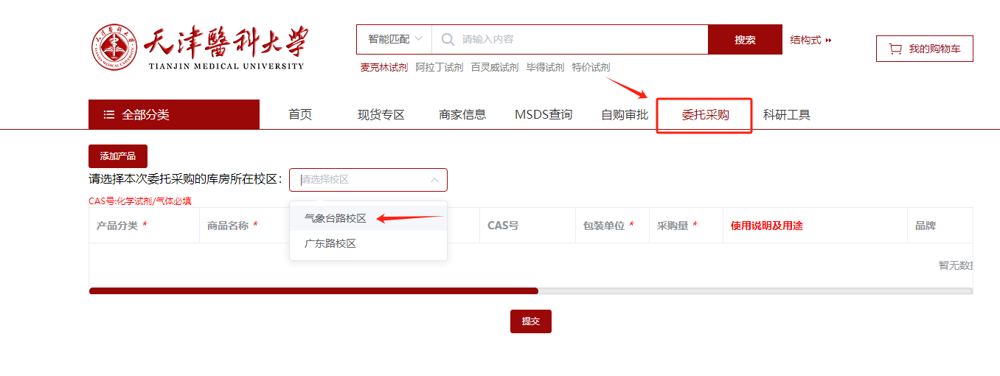 天津醫科大学
TIANJIN MEDICAL UNIVERSITY
智能匹配 请输入内容 搜索 结构式
我的购物车
麦克林试剂 阿拉丁试剂 百灵威试剂 毕得试剂 特价试剂
全部分类 首页 现货专区 商家信息 MSDS查询 自购审批 委托采购 科研工具
添加产品
请选择本次委托采购的库房所在校区： 请选择校区
CAS号:化学试剂/气体必填
气象台路校区
广东路校区
产品分类 * 商品名称 * CAS号 包装单位 * 采购量 * 使用说明及用途 品牌
暂无数据
提交